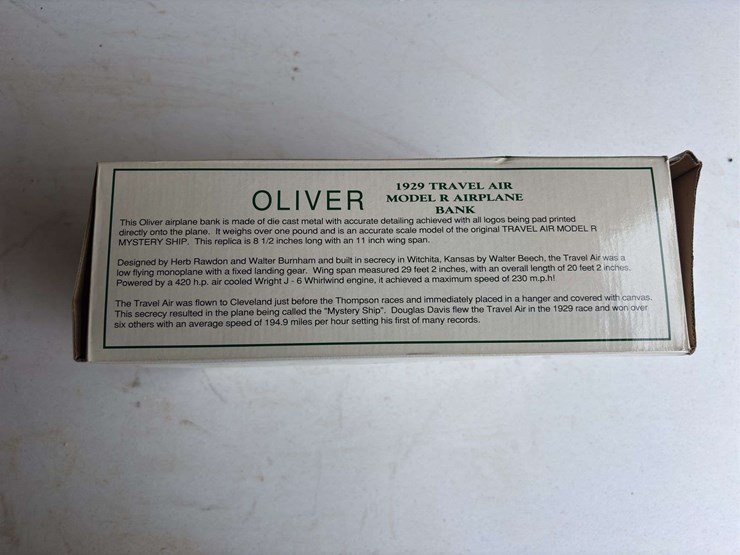 OLIVER
1929 TRAVEL AIR
MODEL R AIRPLANE
BANK
This Oliver airplane bank is made of die cast metal with accurate detailing achieved with all logos being pad printed
directly onto the plane. It weighs over one pound and is an accurate scale model of the original TRAVEL AIR MODEL R
MYSTERY SHIP. This replica is 8 1/2 inches long with an 11 inch wing span.
Designed by Herb Rawdon and Walter Burnham and built in secrecy in Witchita, Kansas by Walter Beech, the Travel Air was a
low flying monoplane with a fixed landing gear. Wing span measured 29 feet 2 inches, with an overall length of 20 feet 2 inches.
Powered by a 420 h.p. air cooled Wright J - 6 Whirlwind engine, it achieved a maximum speed of 230 m.p.h!
The Travel Air was flown to Cleveland just before the Thompson races and immediately placed in a hanger and covered with canvas.
This secrecy resulted in the plane being called the "Mystery Ship". Douglas Davis flew the Travel Air in the 1929 race and won over
six others with an average speed of 194.9 miles per hour setting his first of many records.